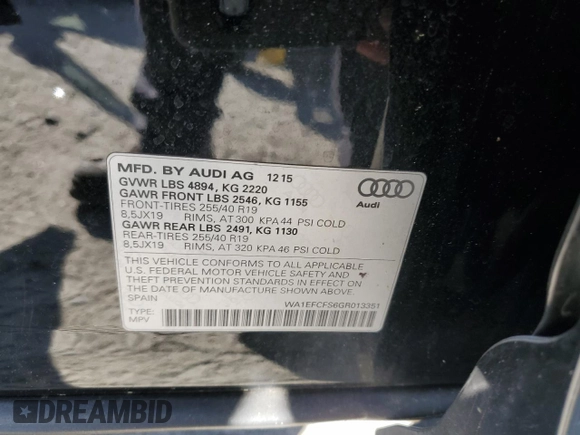 MFD. BY AUDI AG 12 15
GVWR LBS 4894, KG 2220
GAWR FRONT LBS 2546, KG 1155
FRONT-TIRES 255/40 R19
8,5JX19 RIMS, AT 300 KPA 44 PSI COLD
GAWR REAR LBS 2491, KG 1130
REAR-TIRES 255/40 R19
8,5JX19 RIMS, AT 320 KPA 46 PSI COLD
Audi
THIS VEHICLE CONFORMS TO ALL APPLICABLE
U.S. FEDERAL MOTOR VEHICLE SAFETY AND
THEFT PREVENTION STANDARDS IN EFFECT ON
DATE OF MANUFACTURE.
SPAIN
WA1EFCFS6GR013351
TYPE:
MPV
DREAMBID